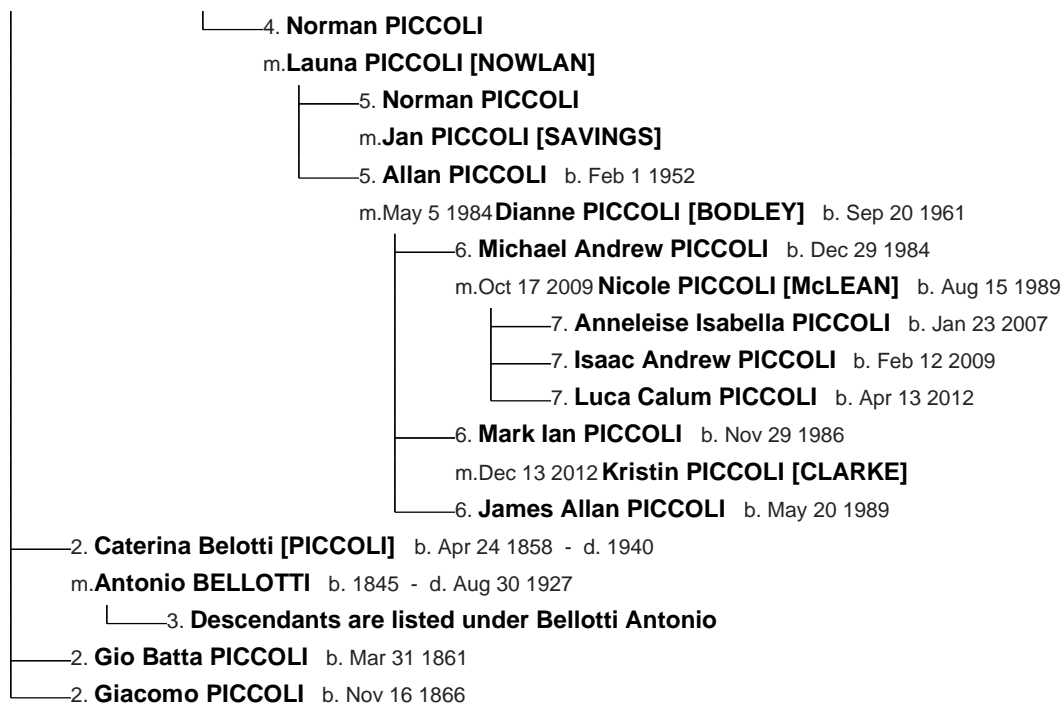 4. Norman PICCOLI
m.Launa PICCOLI [NOWLAN]
5. Norman PICCOLI
m.Jan PICCOLI [SAVINGS]
5. Allan PICCOLI b. Feb 1 1952
m.May 5 1984 Dianne PICCOLI [BODLEY] b. Sep 20 1961
6. Michael Andrew PICCOLI b. Dec 29 1984
m.Oct 17 2009 Nicole PICCOLI [McLEAN] b. Aug 15 1989
7. Anneleise Isabella PICCOLI b. Jan 23 2007
7. Isaac Andrew PICCOLI b. Feb 12 2009
7. Luca Calum PICCOLI b. Apr 13 2012
6. Mark Ian PICCOLI b. Nov 29 1986
m.Dec 13 2012 Kristin PICCOLI [CLARKE]
6. James Allan PICCOLI b. May 20 1989
2. Caterina Belotti [PICCOLI] b. Apr 24 1858 - d. 1940
m.Antonio BELLOTTI b. 1845 - d. Aug 30 1927
3. Descendants are listed under Bellotti Antonio
2. Gio Batta PICCOLI b. Mar 31 1861
2. Giacomo PICCOLI b. Nov 16 1866